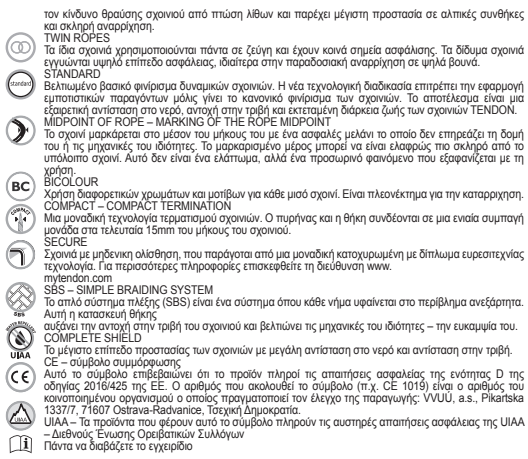 τον κίνδυνο θραύσης σχοινιού από πτώση λίθων και παρέχει μέγιστη προστασία σε αλπικές συνθήκες
και σκληρή αναρρίχηση.
TWIN ROPES
Τα ίδια σχοινιά χρησιμοποιούνται πάντα σε ζεύγη και έχουν κοινά σημεία ασφάλισης. Τα δίδυμα σχοινιά
εγγυώνται υψηλό επίπεδο ασφάλειας, ιδιαίτερα στην παραδοσιακή αναρρίχηση σε ψηλά βουνά.
standard
STANDARD
Βελτιωμένο βασικό φινίρισμα δυναμικών σχοινιών. Η νέα τεχνολογική διαδικασία επιτρέπει την εφαρμογή
εμποτιστικών παραγόντων μόλις γίνει το κανονικό φινίρισμα των σχοινιών. Το αποτέλεσμα είναι μια
εξαιρετική αντίσταση στο νερό, αντοχή στην τριβή και εκτεταμένη διάρκεια ζωής των σχοινιών TENDON.
MIDPOINT OF ROPE – MARKING OF THE ROPE MIDPOINT
Το σχοινί μαρκάρεται στο μέσον του μήκους του με ένα ασφαλές μελάνι το οποίο δεν επηρεάζει τη δομή
του ή τις μηχανικές του ιδιότητες. Το μαρκαρισμένο μέρος μπορεί να είναι ελαφρώς πιο σκληρό από το
υπόλοιπο σχοινί. Αυτό δεν είναι ένα ελάττωμα, αλλά ένα προσωρινό φαινόμενο που εξαφανίζεται με τη
χρήση.
BC
BICOLOUR
Χρήση διαφορετικών χρωμάτων και μοτίβων για κάθε μισό σχοινί. Είναι πλεονέκτημα για την καταρριχηση.
COMPACT
COMPACT – COMPACT TERMINATION
Μια μοναδική τεχνολογία τερματισμού σχοινιών. Ο πυρήνας και η θήκη συνδέονται σε μια ενιαία συμπαγή
μονάδα στα τελευταία 15mm του μήκους του σχοινιού.
SECURE
Σχοινιά με μηδενική ολίσθηση, που παράγοται από μια μοναδική κατοχυρωμένη με δίπλωμα ευρεσιτεχνίας
τεχνολογία. Για περισσότερες πληροφορίες επισκεφθείτε τη διεύθυνση www.
mytendon.com
SBS
SBS – SIMPLE BRAIDING SYSTEM
Το απλό σύστημα πλέξης (SBS) είναι ένα σύστημα όπου κάθε νήμα υφαίνεται στο περίβλημα ανεξάρτητα.
Αυτή η κατασκευή θήκης
αυξάνει την αντοχή στην τριβή του σχοινιού και βελτιώνει τις μηχανικές του ιδιότητες – την ευκαμψία του.
WATER REPELLENT
UIAA
COMPLETE SHIELD
Το μέγιστο επίπεδο προστασίας των σχοινιών με μεγάλη αντίσταση στο νερό και αντίσταση στην τριβή.
CE
CE – σύμβολο συμμόρφωσης
Αυτό το σύμβολο επιβεβαιώνει ότι το προϊόν πληροί τις απαιτήσεις ασφαλείας της ενότητας D της
οδηγίας 2016/425 της ΕΕ. Ο αριθμός που ακολουθεί το σύμβολο (π.χ. CE 1019) είναι ο αριθμός του
κοινοποιημένου οργανισμού ο οποίος πραγματοποιεί τον έλεγχο της παραγωγής: VVUÚ, a.s., Pikartska
1337/7, 71607 Ostrava-Radvanice, Τσεχική Δημοκρατία.
UIAA
UIAA – Τα προϊόντα που φέρουν αυτό το σύμβολο πληρούν τις αυστηρές απαιτήσεις ασφάλειας της UIAA
– Διεθνούς Ένωσης Ορειβατικών Συλλόγων
Πάντα να διαβάζετε το εγχειρίδιο